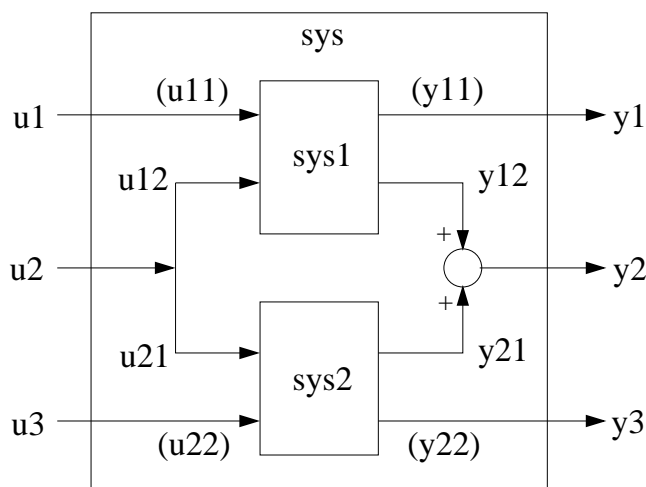 sys
(u11) (y11)
u1 y1
sys1
u12 y12
+
u2 y2
+
u21 y21
sys2
u3 y3
(u22) (y22)